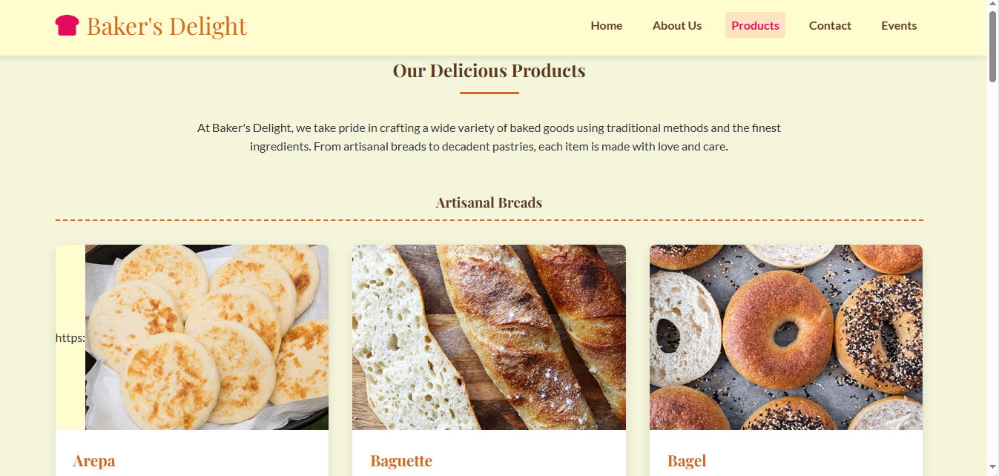 Baker's Delight
Home About Us Products Contact Events
Our Delicious Products
At Baker's Delight, we take pride in crafting a wide variety of baked goods using traditional methods and the finest
ingredients. From artisanal breads to decadent pastries, each item is made with love and care.
Artisanal Breads
https:
Arepa Baguette Bagel